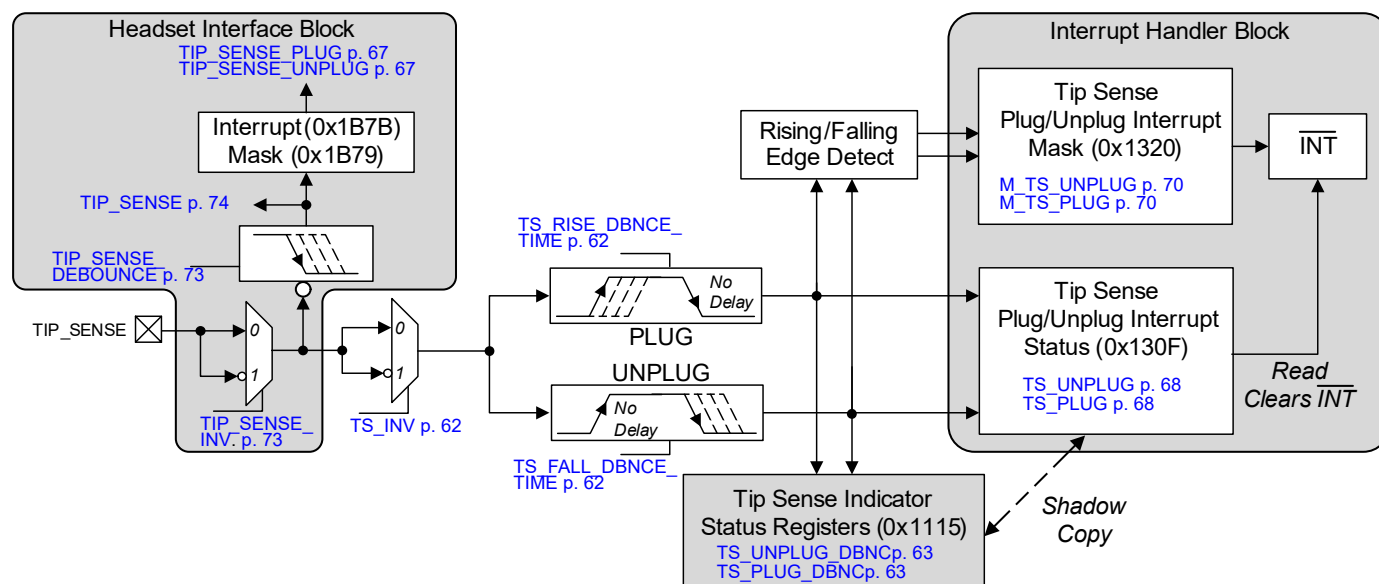 Headset Interface Block
TIP_SENSE_PLUG p. 67
TIP_SENSE_UNPLUG p. 67
Interrupt (0x1B7B)
Mask (0x1B79)
TIP_SENSE p. 74
TIP_SENSE_
DEBOUNCE p. 73
TIP_SENSE
0
1
TIP_SENSE_
INV. p. 73
0
1
TS_INV p. 62
TS_RISE_DBNCE_
TIME p. 62
No
Delay
PLUG
UNPLUG
No
Delay
TS_FALL_DBNCE_
TIME p. 62
Rising/Falling
Edge Detect
Tip Sense Indicator
Status Registers (0x1115)
TS_UNPLUG_DBNCp. 63
TS_PLUG_DBNCp. 63
Shadow
Copy
Interrupt Handler Block
Tip Sense
Plug/Unplug Interrupt
Mask (0x1320)
M_TS_UNPLUG p. 70
M_TS_PLUG p. 70
INT
Tip Sense
Plug/Unplug Interrupt
Status (0x130F)
TS_UNPLUG p. 68
TS_PLUG p. 68
Read
Clears INT